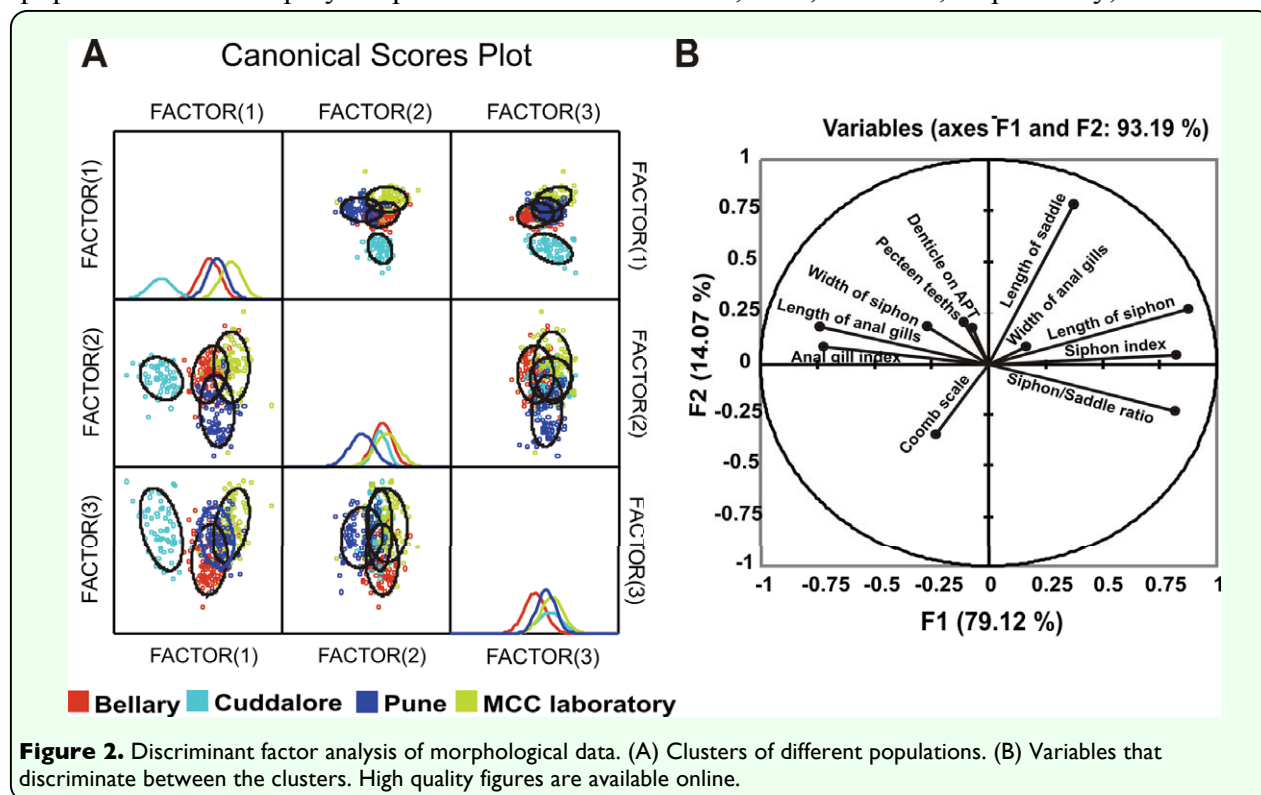 A
Canonical Scores Plot
FACTOR(1) FACTOR(2) FACTOR(3)
FACTOR(1)
FACTOR(2)
FACTOR(3)
FACTOR(1)
FACTOR(2)
FACTOR(3)
FACTOR(1) FACTOR(2) FACTOR(3)
Bellary Cuddalore Pune MCC laboratory
B
Variables (axes F1 and F2: 93.19 %)
F2 (14.07 %)
1
0.75
0.5
0.25
0
-0.25
-0.5
-0.75
-1
Length of saddle
Denticle on APT
Pecteen teeths
Width of anal gills
Width of siphon
Length of siphon
Length of anal gills
Siphon index
Anal gill index
Siphon/Saddle ratio
Coomb scale
-1 -0.75 -0.5 -0.25 0 0.25 0.5 0.75 1
F1 (79.12 %)
Figure 2. Discriminant factor analysis of morphological data. (A) Clusters of different populations. (B) Variables that
discriminate between the clusters. High quality figures are available online.